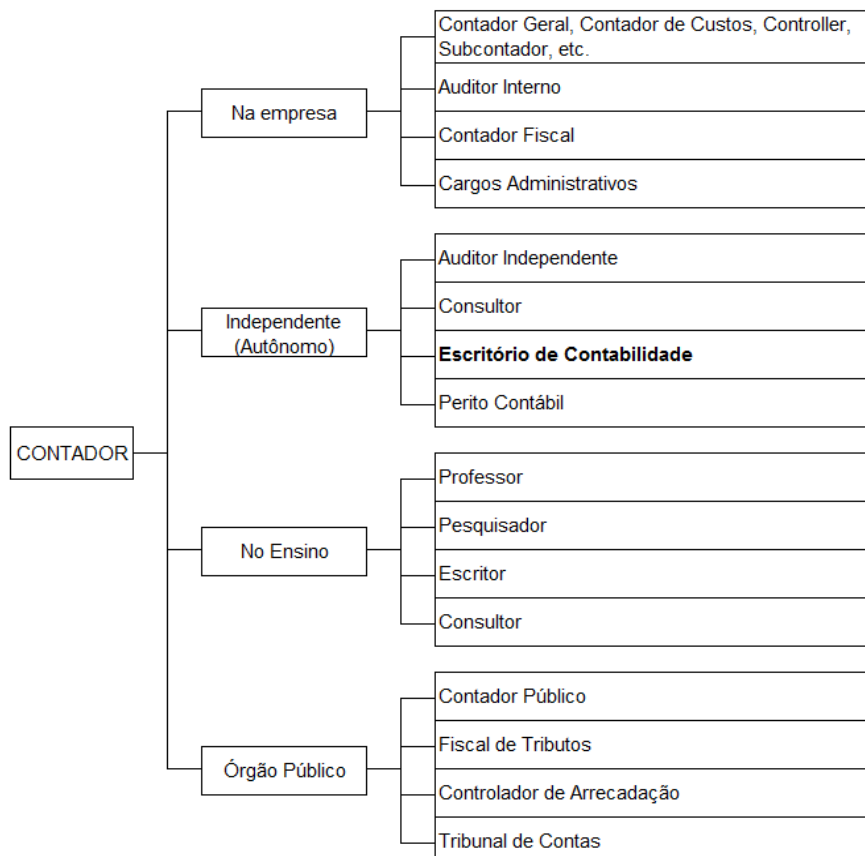 CONTADOR
Na empresa
Contador Geral, Contador de Custos, Controller,
Subcontador, etc.
Auditor Interno
Contador Fiscal
Cargos Administrativos
Independente
(Autônomo)
Auditor Independente
Consultor
Escritório de Contabilidade
Perito Contábil
No Ensino
Professor
Pesquisador
Escritor
Consultor
Órgão Público
Contador Público
Fiscal de Tributos
Controlador de Arrecadação
Tribunal de Contas